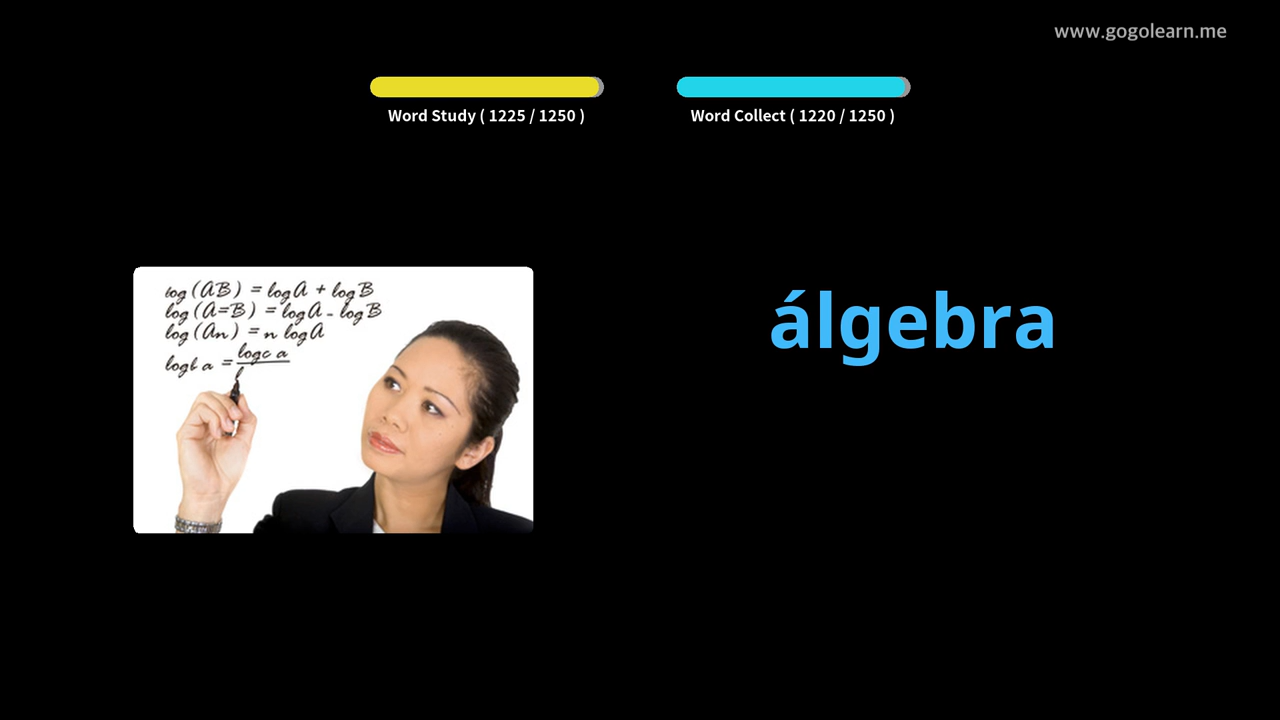 www.gogolearn.me
Word Study ( 1225 / 1250 )
Word Collect ( 1220 / 1250 )
log (AB) = log A + log B
log (A=B) = log A - log B
log (An) = n log A
logb a = logc a
álgebra